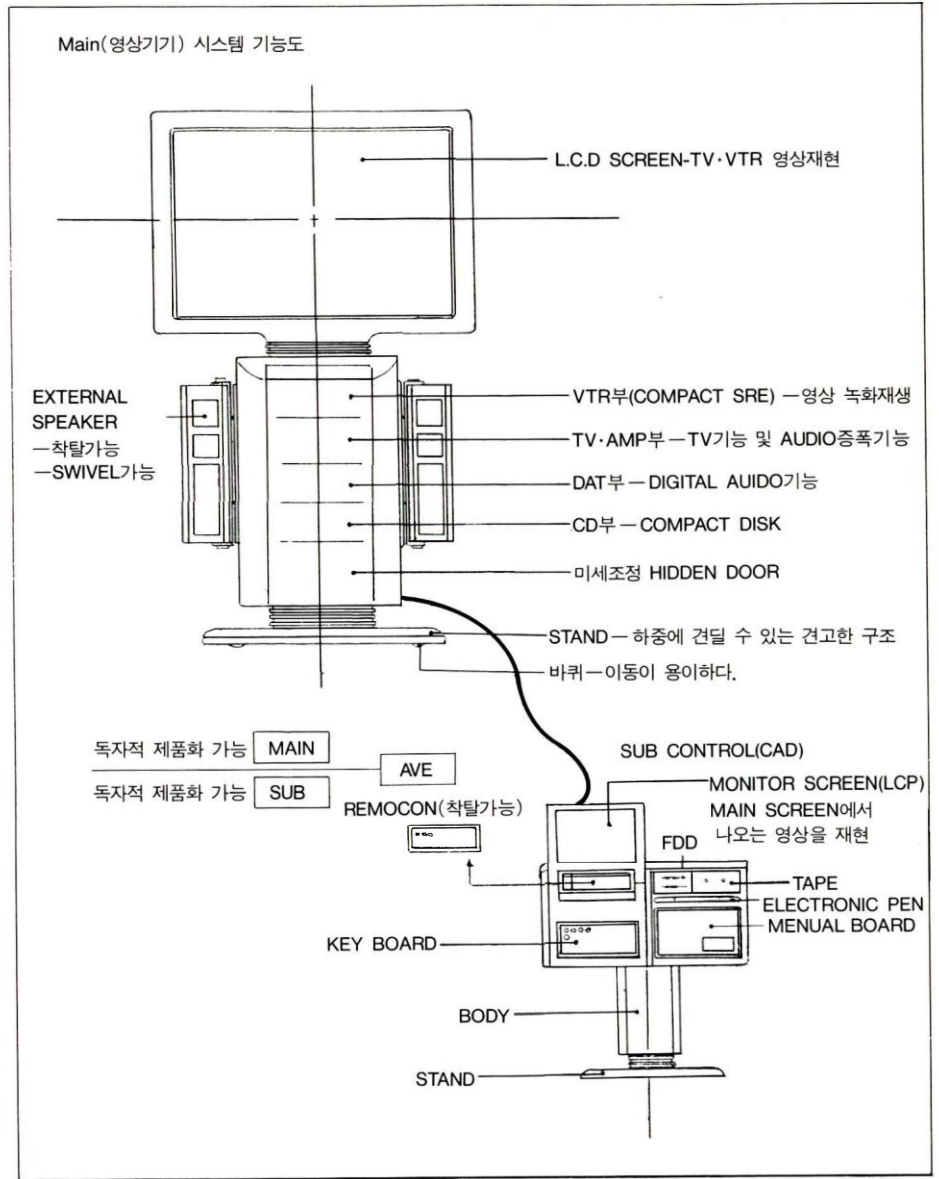 Main(영상기기) 시스템 기능도
L.C.D SCREEN-TV·VTR 영상재현
EXTERNAL
SPEAKER
—착탈가능
—SWIVEL가능
VTR부(COMPACT SRE) —영상 녹화재생
TV·AMP부 — TV기능 및 AUDIO증폭기능
DAT부 — DIGITAL AUIDO기능
CD부 — COMPACT DISK
미세조정 HIDDEN DOOR
STAND — 하중에 견딜 수 있는 견고한 구조
바퀴—이동이 용이하다.
독자적 제품화 가능 MAIN
AVE
독자적 제품화 가능 SUB
REMOCON(착탈가능)
SUB CONTROL(CAD)
MONITOR SCREEN(LCP)
MAIN SCREEN에서
나오는 영상을 재현
FDD
TAPE
ELECTRONIC PEN
MENUAL BOARD
KEY BOARD
BODY
STAND